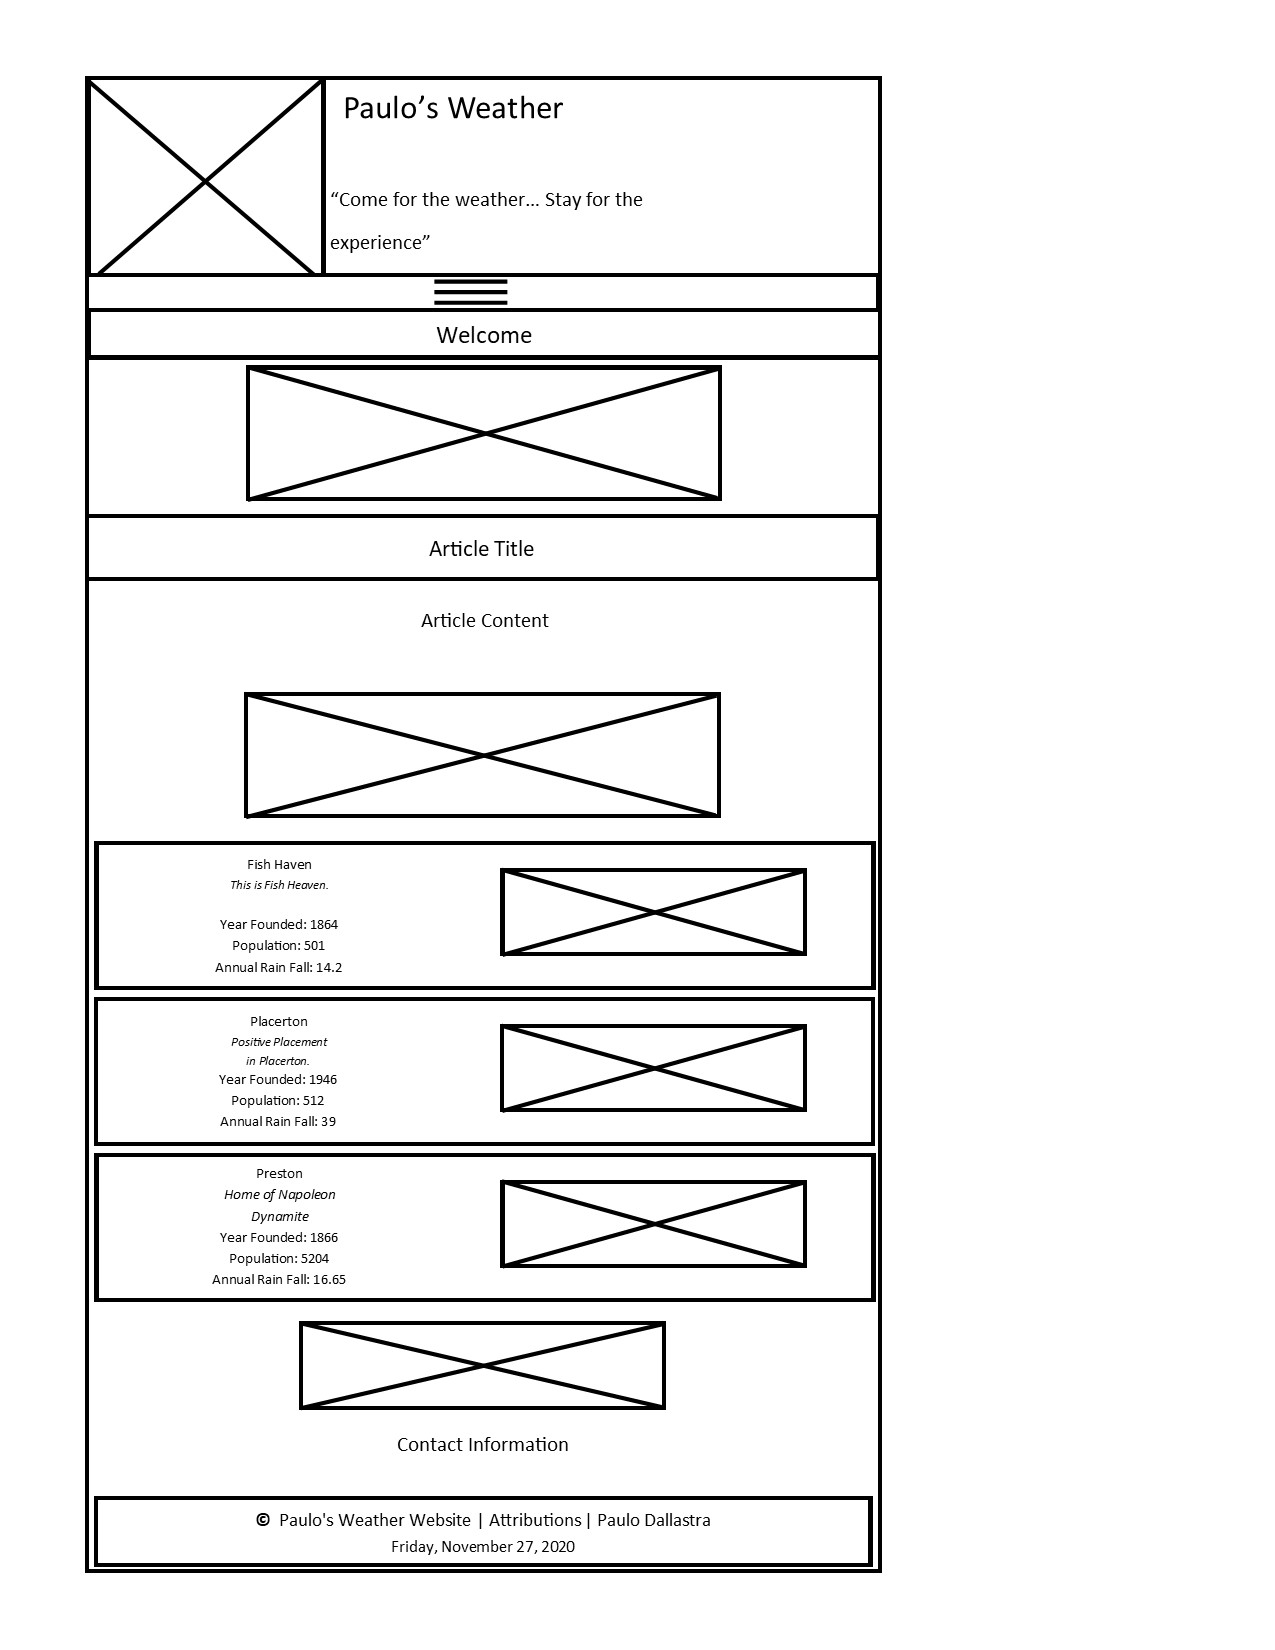 Paulo’s Weather
“Come for the weather... Stay for the
experience”
Welcome
Article Title
Article Content
Fish Haven
This is Fish Heaven.
Year Founded: 1864
Population: 501
Annual Rain Fall: 14.2
Placerton
Positive Placement
in Placerton.
Year Founded: 1946
Population: 512
Annual Rain Fall: 39
Preston
Home of Napoleon
Dynamite
Year Founded: 1866
Population: 5204
Annual Rain Fall: 16.65
Contact Information
© Paulo's Weather Website | Attributions | Paulo Dallastra
Friday, November 27, 2020